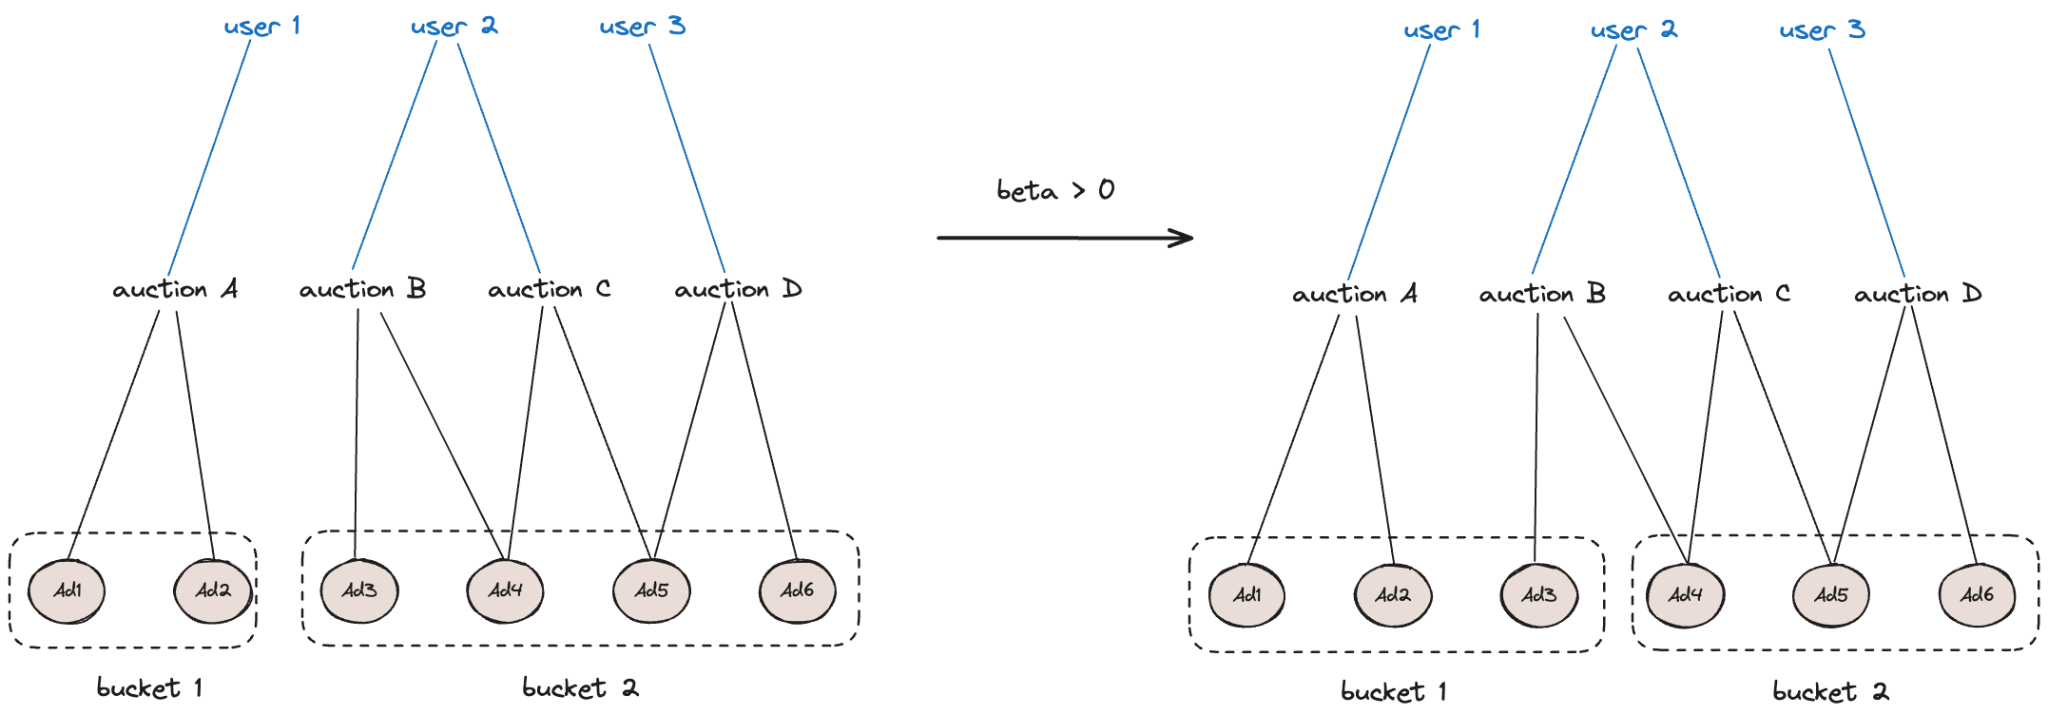 user 1
user 2
user 3
auction A
auction B
auction C
auction D
Ad1
Ad2
Ad3
Ad4
Ad5
Ad6
bucket 1
bucket 2
beta > 0
user 1
user 2
user 3
auction A
auction B
auction C
auction D
Ad1
Ad2
Ad3
Ad4
Ad5
Ad6
bucket 1
bucket 2